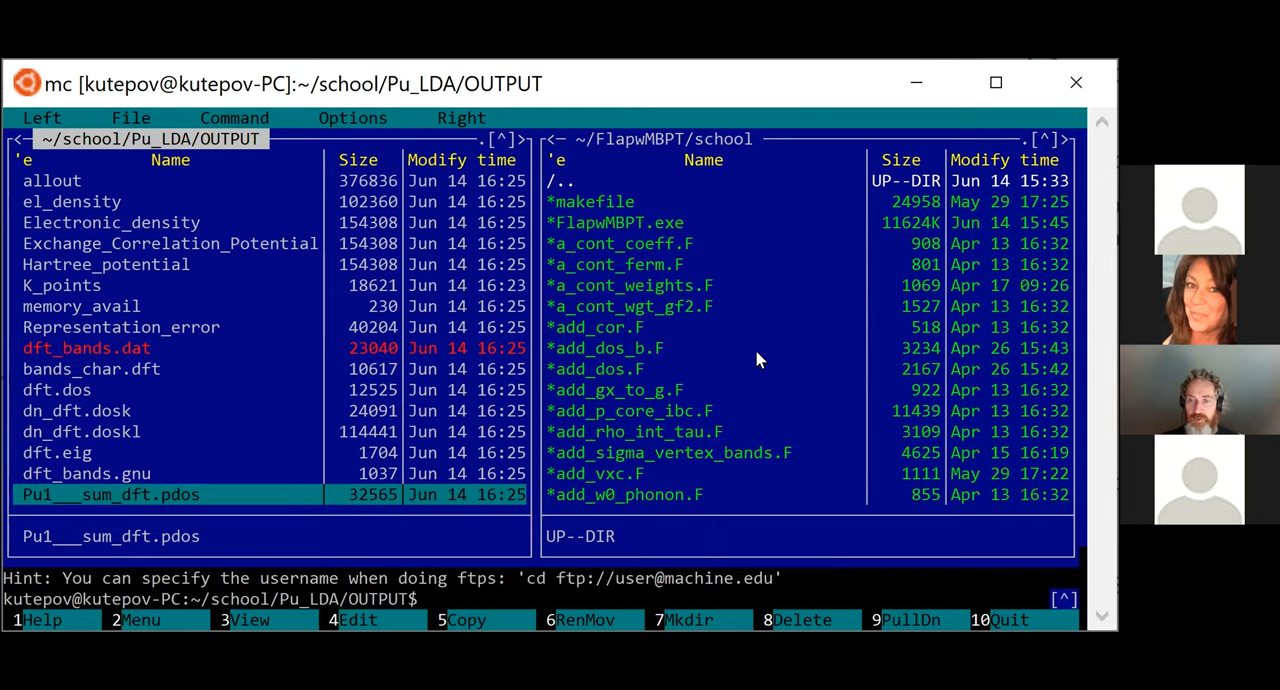 mc [kutepov@kutepov-PC]:~/school/Pu_LDA/OUTPUT
Left File Command Options Right
<─ ~/school/Pu_LDA/OUTPUT .[^]> <─ ~/FlapwMBPT/school .[^]>
'e Name Size Modify time 'e Name Size Modify time
allout 376836 Jun 14 16:25 /.. UP--DIR Jun 14 15:33
el_density 102360 Jun 14 16:25 *makefile 24958 May 29 17:25
Electronic_density 154308 Jun 14 16:25 *FlapwMBPT.exe 11624K Jun 14 15:45
Exchange_Correlation_Potential 154308 Jun 14 16:25 *a_cont_coeff.F 908 Apr 13 16:32
Hartree_potential 154308 Jun 14 16:25 *a_cont_ferm.F 801 Apr 13 16:32
K_points 18621 Jun 14 16:23 *a_cont_weights.F 1069 Apr 17 09:26
memory_avail 230 Jun 14 16:25 *a_cont_wgt_gf2.F 1527 Apr 13 16:32
Representation_error 40204 Jun 14 16:25 *add_cor.F 518 Apr 13 16:32
dft_bands.dat 23040 Jun 14 16:25 *add_dos_b.F 3234 Apr 26 15:43
bands_char.dft 10617 Jun 14 16:25 *add_dos.F 2167 Apr 26 15:42
dft.dos 12525 Jun 14 16:25 *add_gx_to_g.F 922 Apr 13 16:32
dn_dft.dosk 24091 Jun 14 16:25 *add_p_core_ibc.F 11439 Apr 13 16:32
dn_dft.doskl 114441 Jun 14 16:25 *add_rho_int_tau.F 3109 Apr 13 16:32
dft.eig 1704 Jun 14 16:25 *add_sigma_vertex_bands.F 4625 Apr 15 16:19
dft_bands.gnu 1037 Jun 14 16:25 *add_vxc.F 1111 May 29 17:22
Pu1___sum_dft.pdos 32565 Jun 14 16:25 *add_w0_phonon.F 855 Apr 13 16:32
Pu1___sum_dft.pdos UP--DIR
Hint: You can specify the username when doing ftps: 'cd ftp://user@machine.edu'
kutepov@kutepov-PC:~/school/Pu_LDA/OUTPUT$ [^]
1Help 2Menu 3View 4Edit 5Copy 6RenMov 7Mkdir 8Delete 9PullDn 10Quit